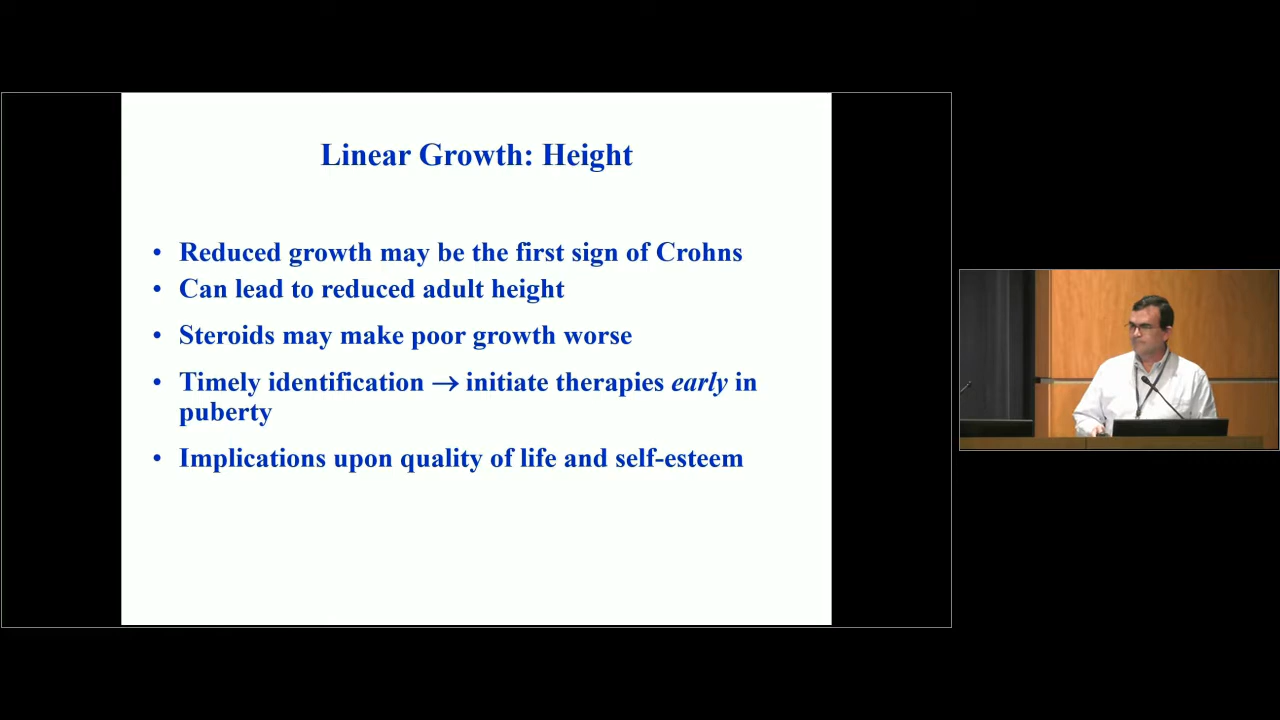 Linear Growth: Height
• Reduced growth may be the first sign of Crohns
• Can lead to reduced adult height
• Steroids may make poor growth worse
• Timely identification → initiate therapies early in
puberty
• Implications upon quality of life and self-esteem